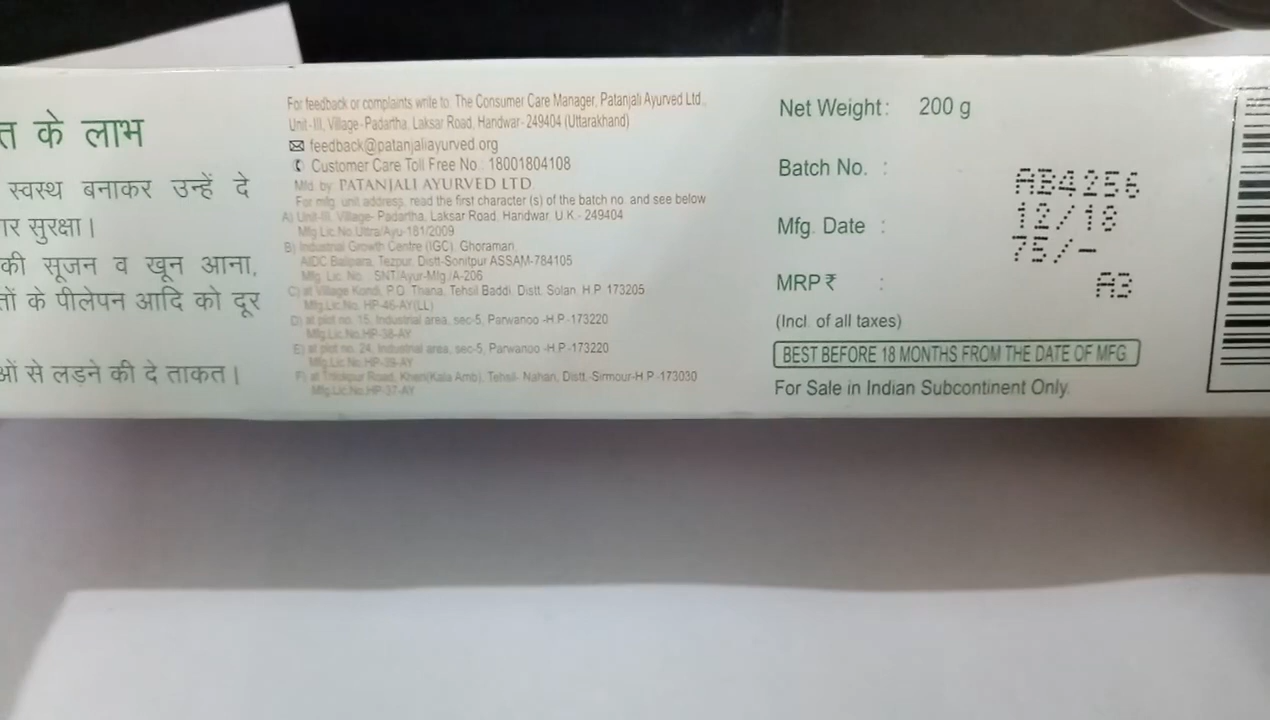 त के लाभ
स्वस्थ बनाकर उन्हें दे
ार सुरक्षा।
की सूजन व खून आना,
तों के पीलेपन आदि को दूर
ओं से लड़ने की दे ताकत।
For feedback or complaints write to: The Consumer Care Manager, Patanjali Ayurved Ltd.,
Unit-III, Village-Padartha, Laksar Road, Haridwar-249404 (Uttarakhand)
feedback@patanjaliayurved.org
Customer Care Toll Free No.: 18001804108
Mfd. by: PATANJALI AYURVED LTD.
For mfg. unit address, read the first character (s) of the batch no. and see below
A) Unit-III, Village- Padartha, Laksar Road, Haridwar, U.K.- 249404
Mfg.Lic.No.Uttra/Ayu-181/2009
B) Industrial Growth Centre (IGC), Ghoramari,
AIDC Balipara, Tezpur, Distt-Sonitpur ASSAM-784105
Mfg. Lic. No. : SNT/Ayur-Mfg./A-206
C) at Village Kondi, P.O. Thana, Tehsil Baddi, Distt. Solan, H.P. 173205
Mfg.Lic.No. HP-46-AY(LL)
D) at plot no. 15, Industrial area, sec-5, Parwanoo -H.P.-173220
Mfg.Lic.No.HP-38-AY
E) at plot no. 24, Industrial area, sec-5, Parwanoo -H.P.-173220
Mfg.Lic.No.HP-39-AY
F) at Trilokpur Road, Kheri(Kala Amb), Tehsil- Nahan, Distt.-Sirmour-H.P.-173030
Mfg.Lic.No.HP-37-AY
Net Weight: 200 g
Batch No. : AB4256
Mfg. Date : 12/18
MRP ₹ : 75/-
A3
(Incl. of all taxes)
BEST BEFORE 18 MONTHS FROM THE DATE OF MFG.
For Sale in Indian Subcontinent Only.